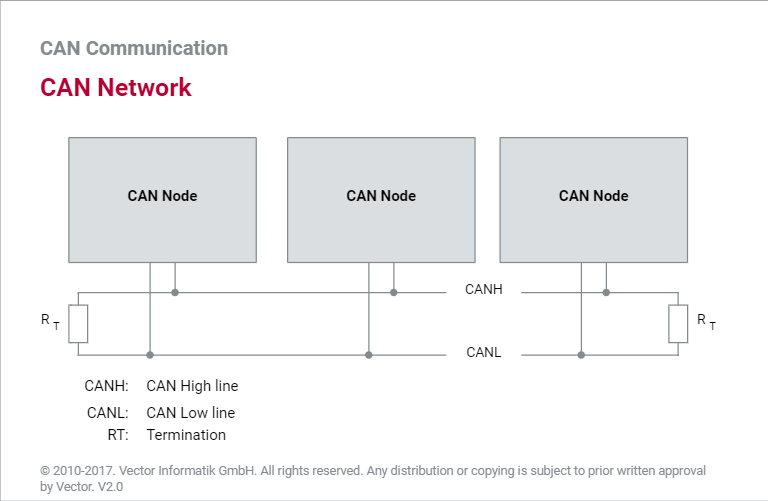 CAN Communication
CAN Network
CAN Node CAN Node CAN Node
CANH
R T R T
CANL
CANH: CAN High line
CANL: CAN Low line
RT: Termination
© 2010-2017. Vector Informatik GmbH. All rights reserved. Any distribution or copying is subject to prior written approval
by Vector. V2.0